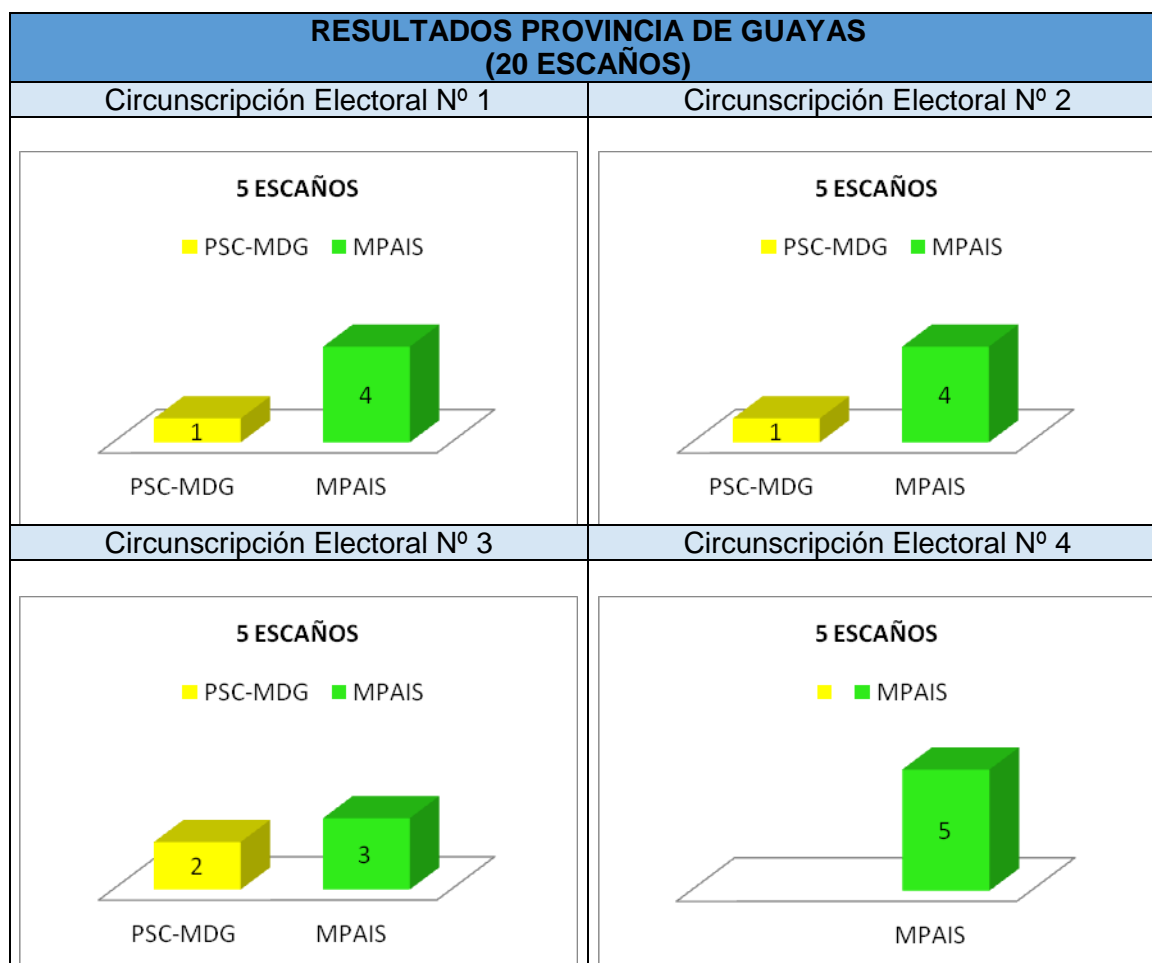 RESULTADOS PROVINCIA DE GUAYAS
(20 ESCAÑOS)
Circunscripción Electoral Nº 1
Circunscripción Electoral Nº 2
5 ESCAÑOS
PSC-MDG MPAIS
1
4
PSC-MDG MPAIS
5 ESCAÑOS
PSC-MDG MPAIS
1
4
PSC-MDG MPAIS
Circunscripción Electoral Nº 3
Circunscripción Electoral Nº 4
5 ESCAÑOS
PSC-MDG MPAIS
2
3
PSC-MDG MPAIS
5 ESCAÑOS
MPAIS
5
MPAIS